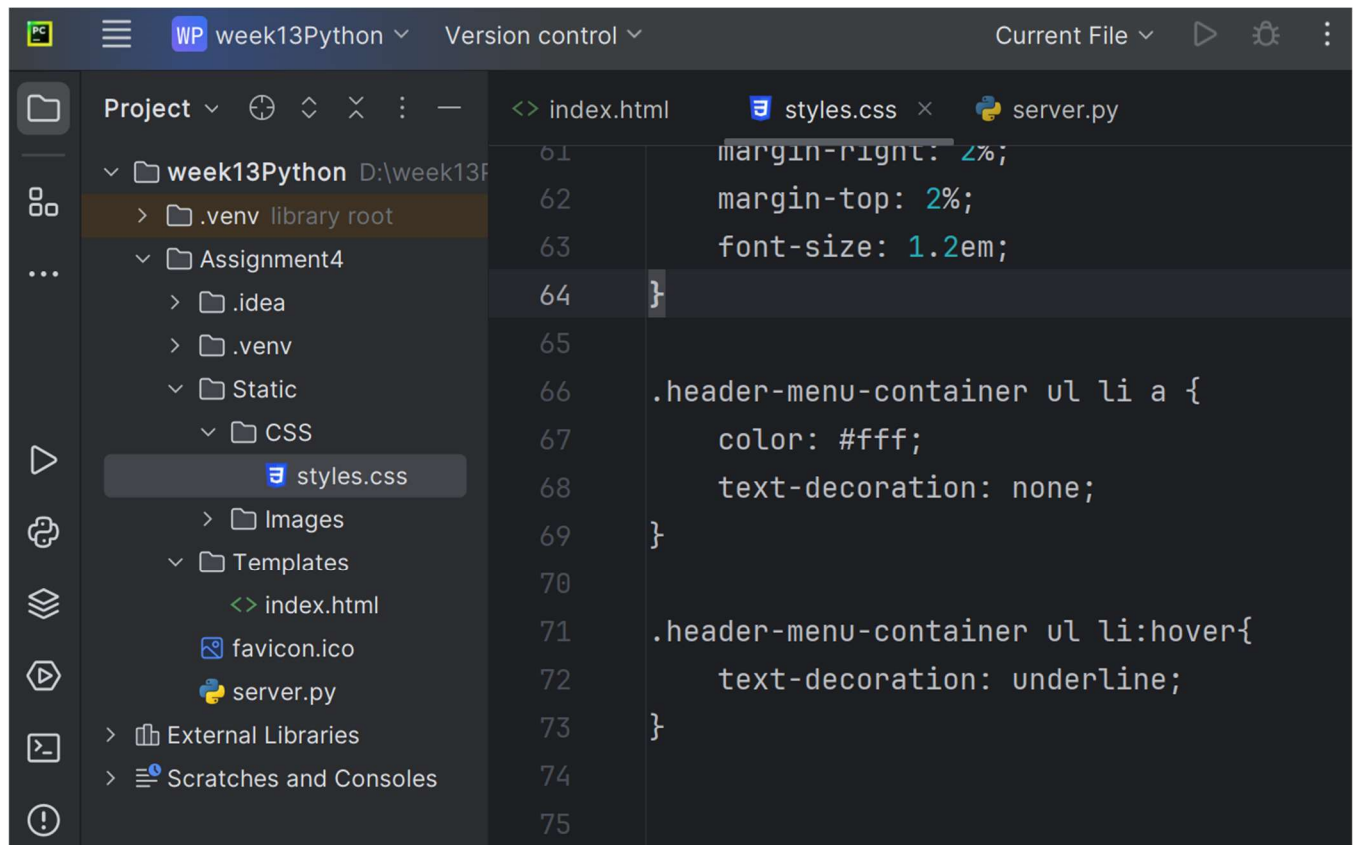 PC
WP week13Python Version control Current File
Project
index.html styles.css server.py
week13Python D:\week13P
.venv library root
Assignment4
.idea
.venv
Static
CSS
styles.css
Images
Templates
index.html
favicon.ico
server.py
External Libraries
Scratches and Consoles
61 margin-right: 2%;
62 margin-top: 2%;
63 font-size: 1.2em;
64 }
65
66 .header-menu-container ul li a {
67 color: #fff;
68 text-decoration: none;
69 }
70
71 .header-menu-container ul li:hover{
72 text-decoration: underline;
73 }
74
75